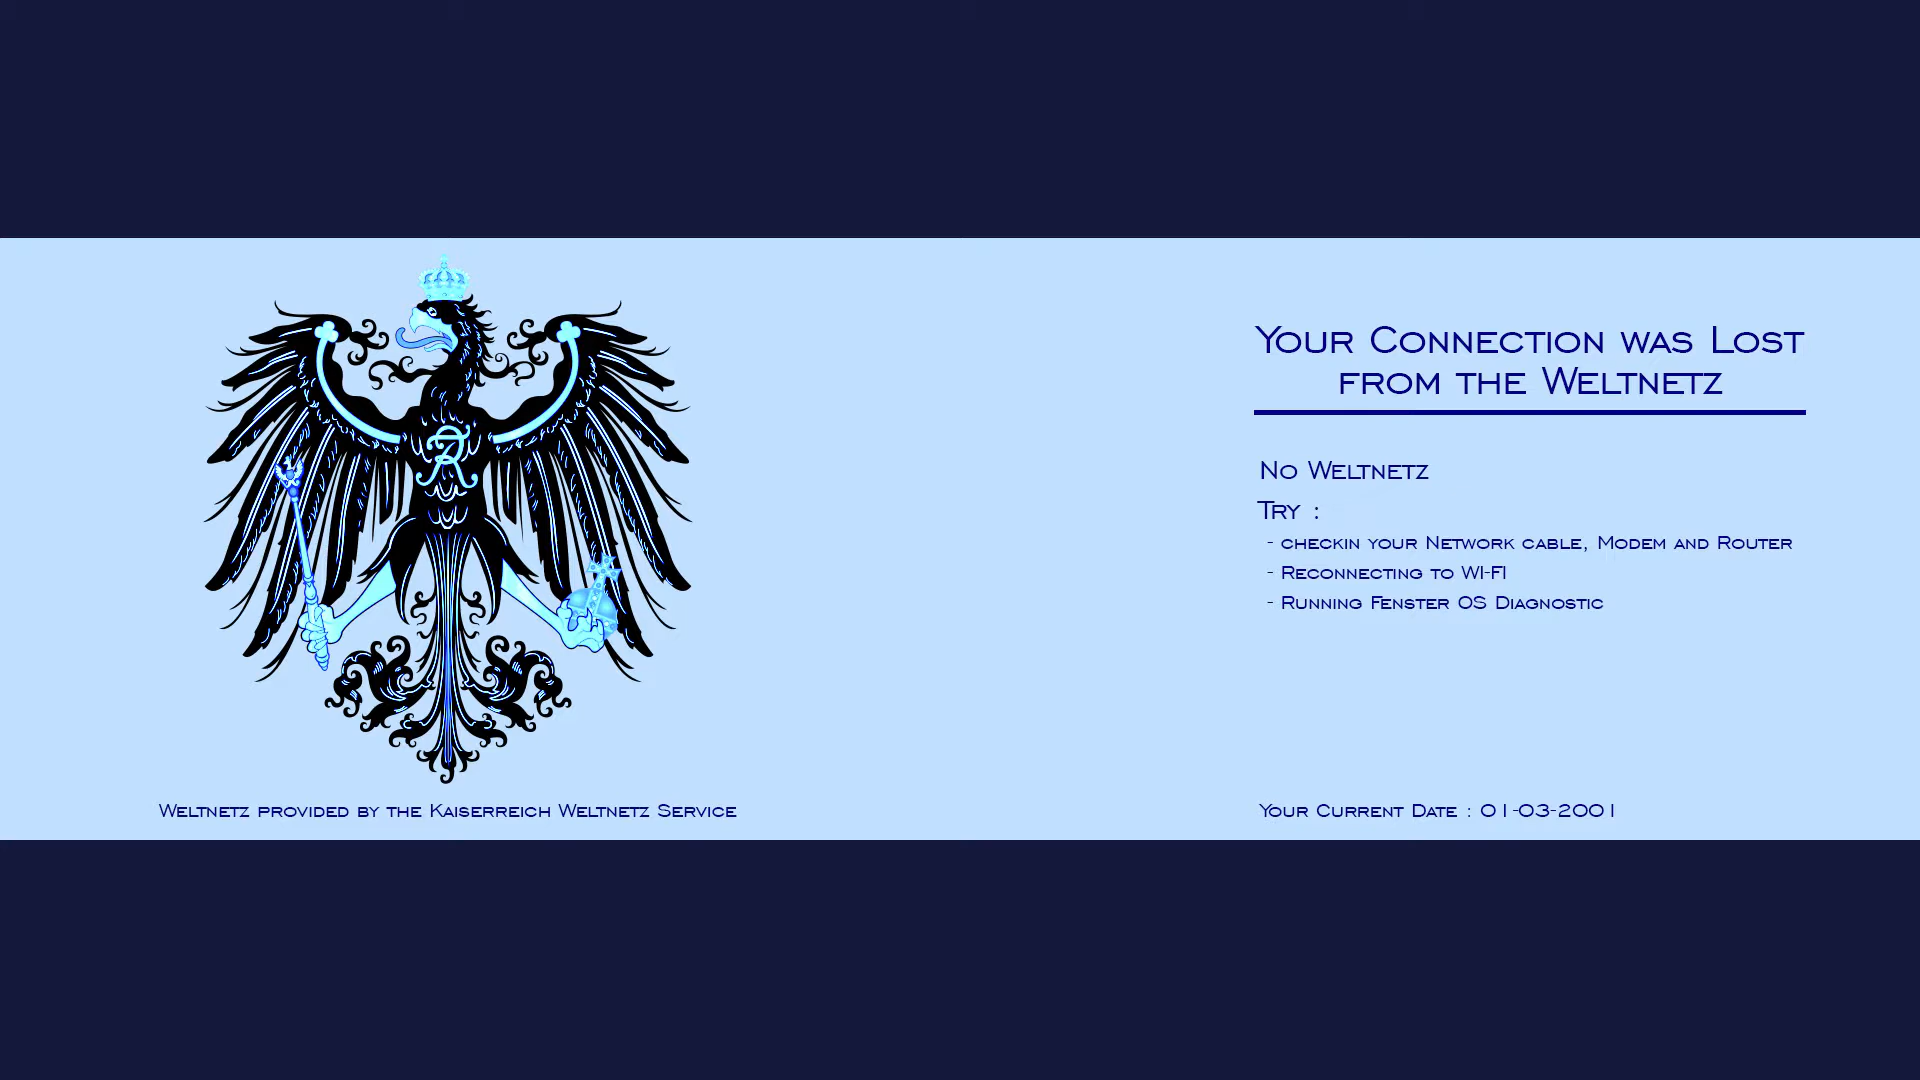 Your Connection was Lost
from the Weltnetz
No Weltnetz
Try :
- checkin your Network cable, Modem and Router
- Reconnecting to WI-FI
- Running Fenster OS Diagnostic
Weltnetz provided by the Kaiserreich Weltnetz Service
Your Current Date : 01-03-2001